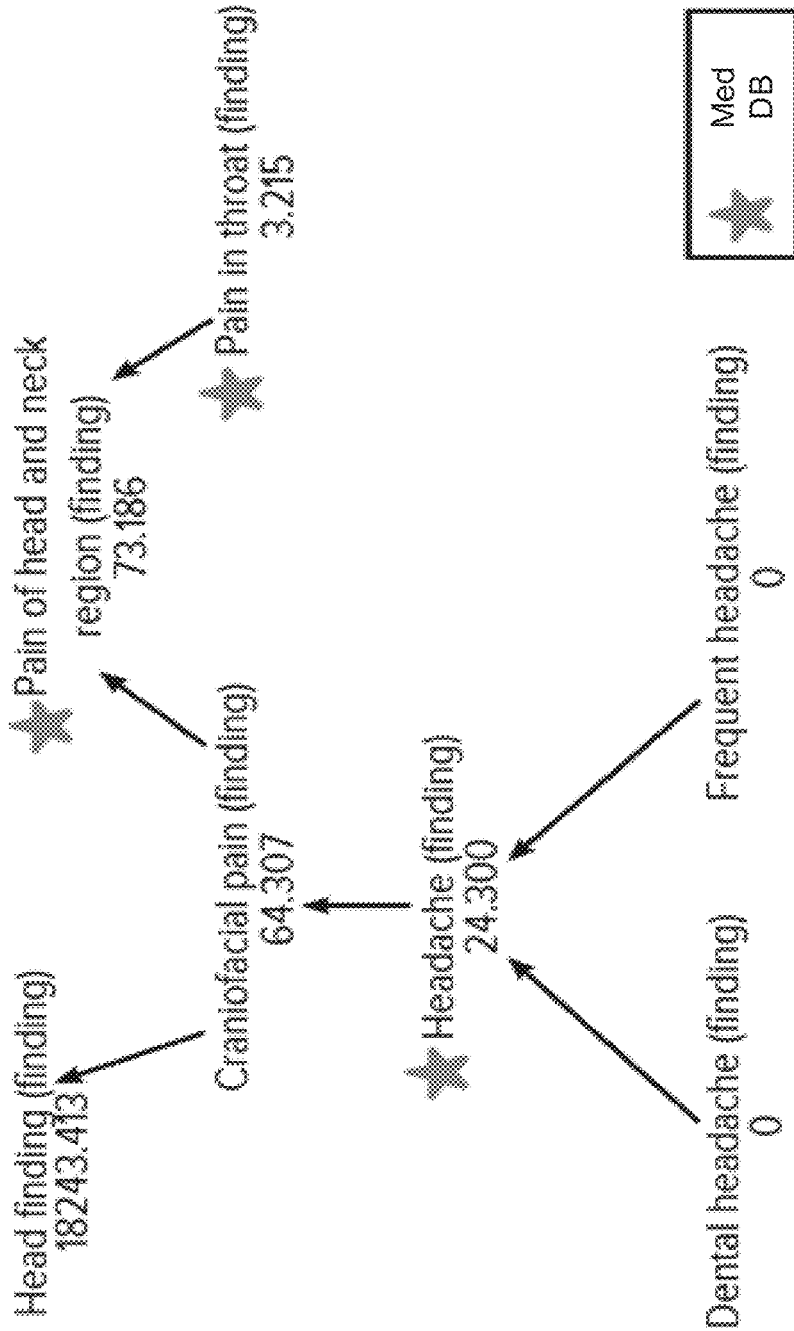 Head finding (finding)
18243.413
Pain of head and neck
region (finding)
73.186
Craniofacial pain (finding)
64.307
Pain in throat (finding)
3.215
Headache (finding)
24.300
Dental headache (finding)
0
Frequent headache (finding)
0
Med
DB